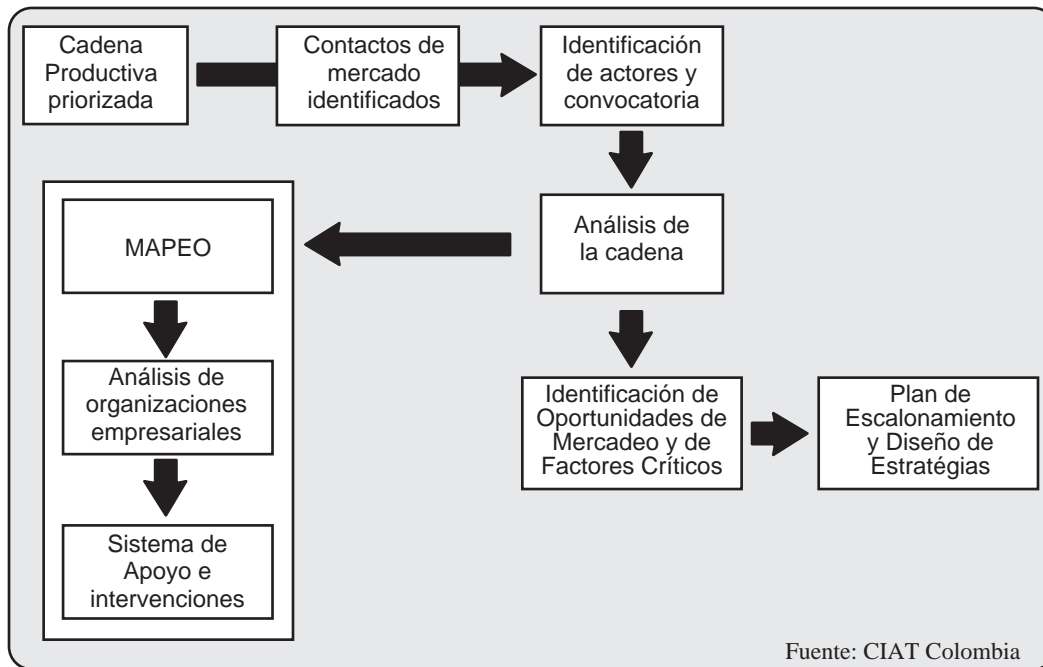 Cadena
Productiva
priorizada
Contactos de
mercado
identificados
Identificación
de actores y
convocatoria
Análisis de
la cadena
MAPEO
Análisis de
organizaciones
empresariales
Sistema de
Apoyo e
intervenciones
Identificación de
Oportunidades de
Mercadeo y de
Factores Críticos
Plan de
Escalonamiento
y Diseño de
Estratégias
Fuente: CIAT Colombia